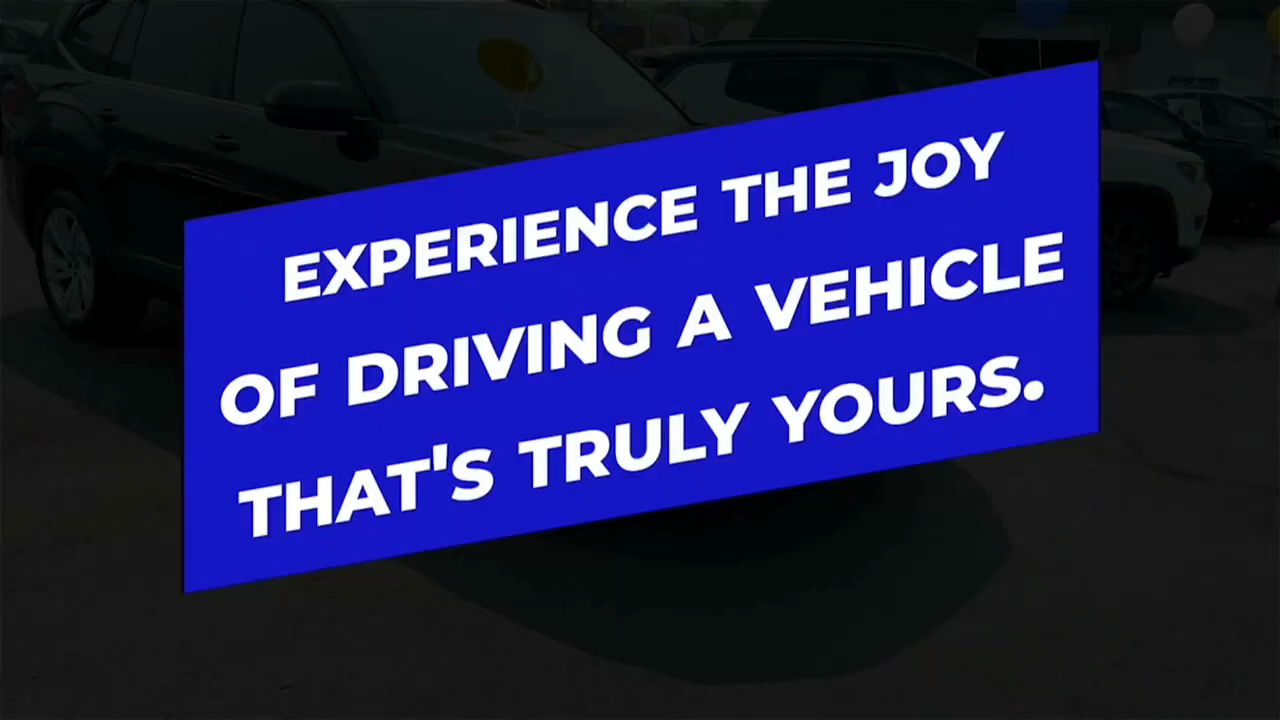 EXPERIENCE THE JOY
OF DRIVING A VEHICLE
THAT'S TRULY YOURS.